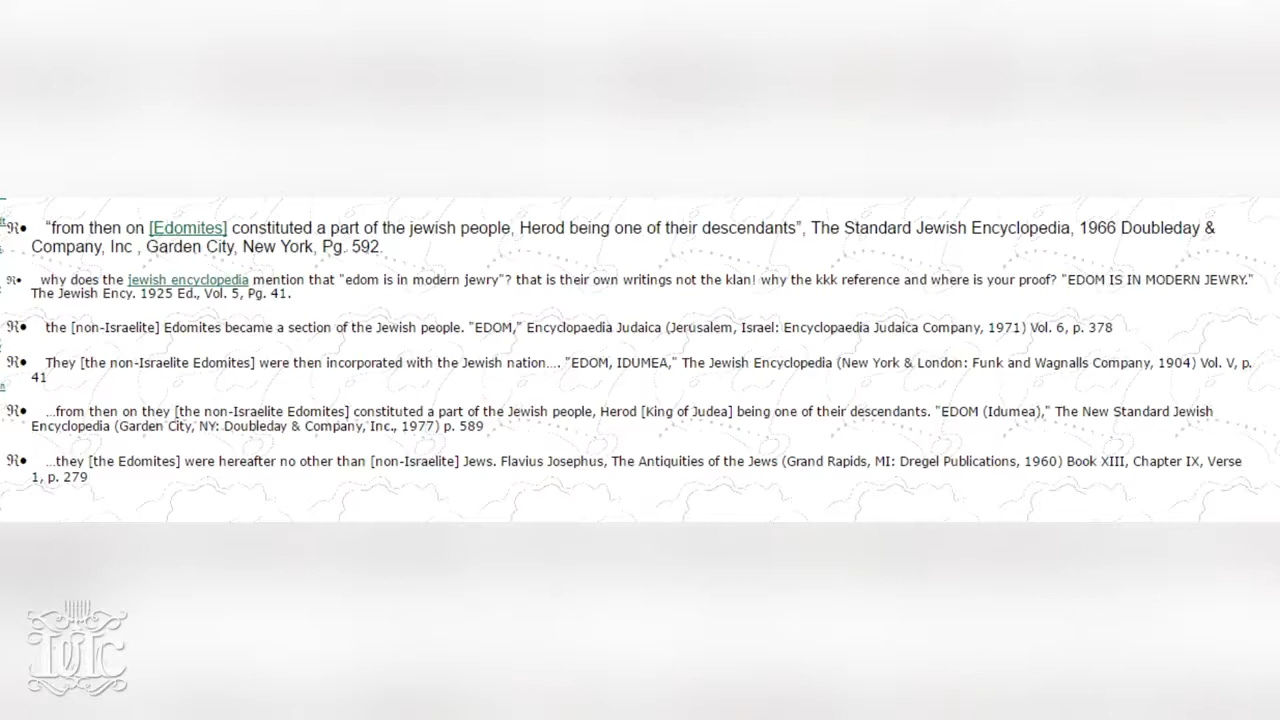 ℜ• “from then on [Edomites] constituted a part of the jewish people, Herod being one of their descendants”, The Standard Jewish Encyclopedia, 1966 Doubleday &
Company, Inc , Garden City, New York, Pg. 592.
ℜ• why does the jewish encyclopedia mention that "edom is in modern jewry"? that is their own writings not the klan! why the kkk reference and where is your proof? "EDOM IS IN MODERN JEWRY."
The Jewish Ency. 1925 Ed., Vol. 5, Pg. 41.
ℜ• the [non-Israelite] Edomites became a section of the Jewish people. "EDOM," Encyclopaedia Judaica (Jerusalem, Israel: Encyclopaedia Judaica Company, 1971) Vol. 6, p. 378
ℜ• They [the non-Israelite Edomites] were then incorporated with the Jewish nation.... "EDOM, IDUMEA," The Jewish Encyclopedia (New York & London: Funk and Wagnalls Company, 1904) Vol. V, p.
41
ℜ• ...from then on they [the non-Israelite Edomites] constituted a part of the Jewish people, Herod [King of Judea] being one of their descendants. "EDOM (Idumea)," The New Standard Jewish
Encyclopedia (Garden City, NY: Doubleday & Company, Inc., 1977) p. 589
ℜ• ...they [the Edomites] were hereafter no other than [non-Israelite] Jews. Flavius Josephus, The Antiquities of the Jews (Grand Rapids, MI: Dregel Publications, 1960) Book XIII, Chapter IX, Verse
1, p. 279